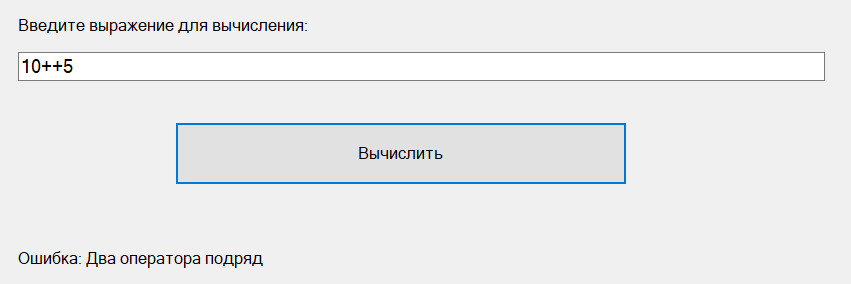 Введите выражение для вычисления:
10++5
Вычислить
Ошибка: Два оператора подряд